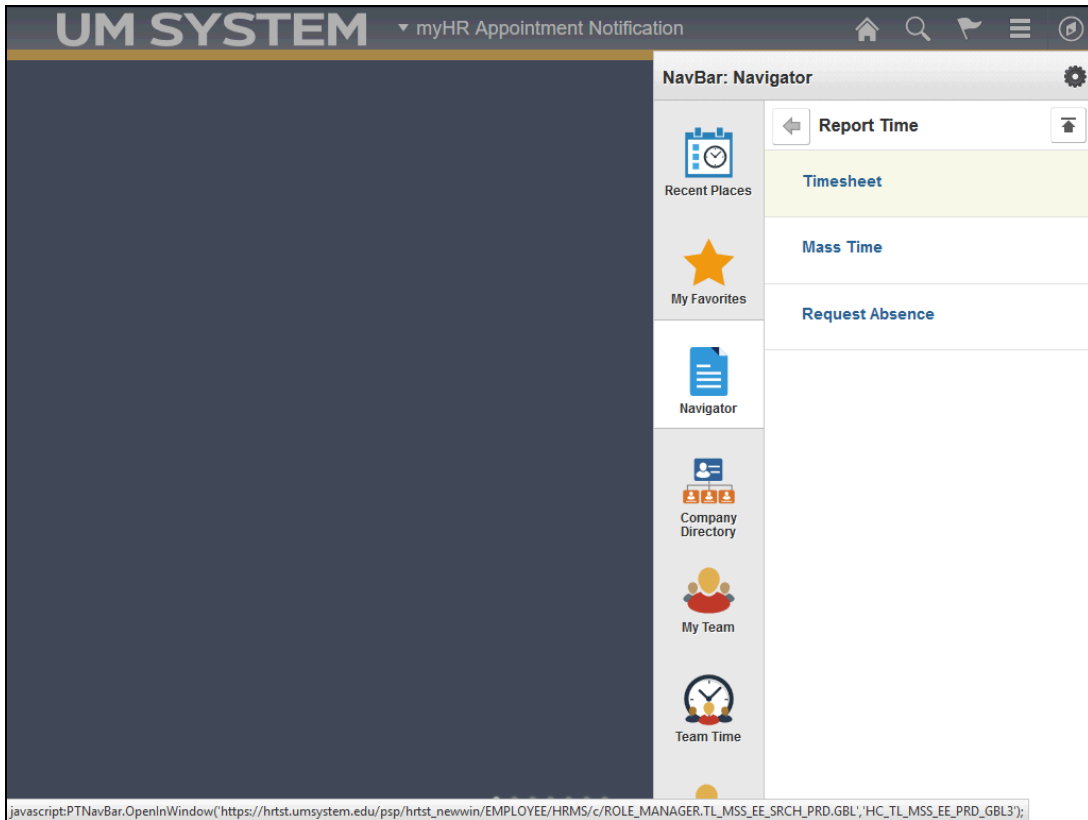 UM SYSTEM
▾ myHR Appointment Notification
NavBar: Navigator
Recent Places
My Favorites
Navigator
Company
Directory
My Team
Team Time
Report Time
Timesheet
Mass Time
Request Absence
javascript:PTNavBar.OpenInWindow('https://hrtst.umsystem.edu/psp/hrtst_newwin/EMPLOYEE/HRMS/c/ROLE_MANAGER.TL_MSS_EE_SRCH_PRD.GBL','HC_TL_MSS_EE_PRD_GBL3');